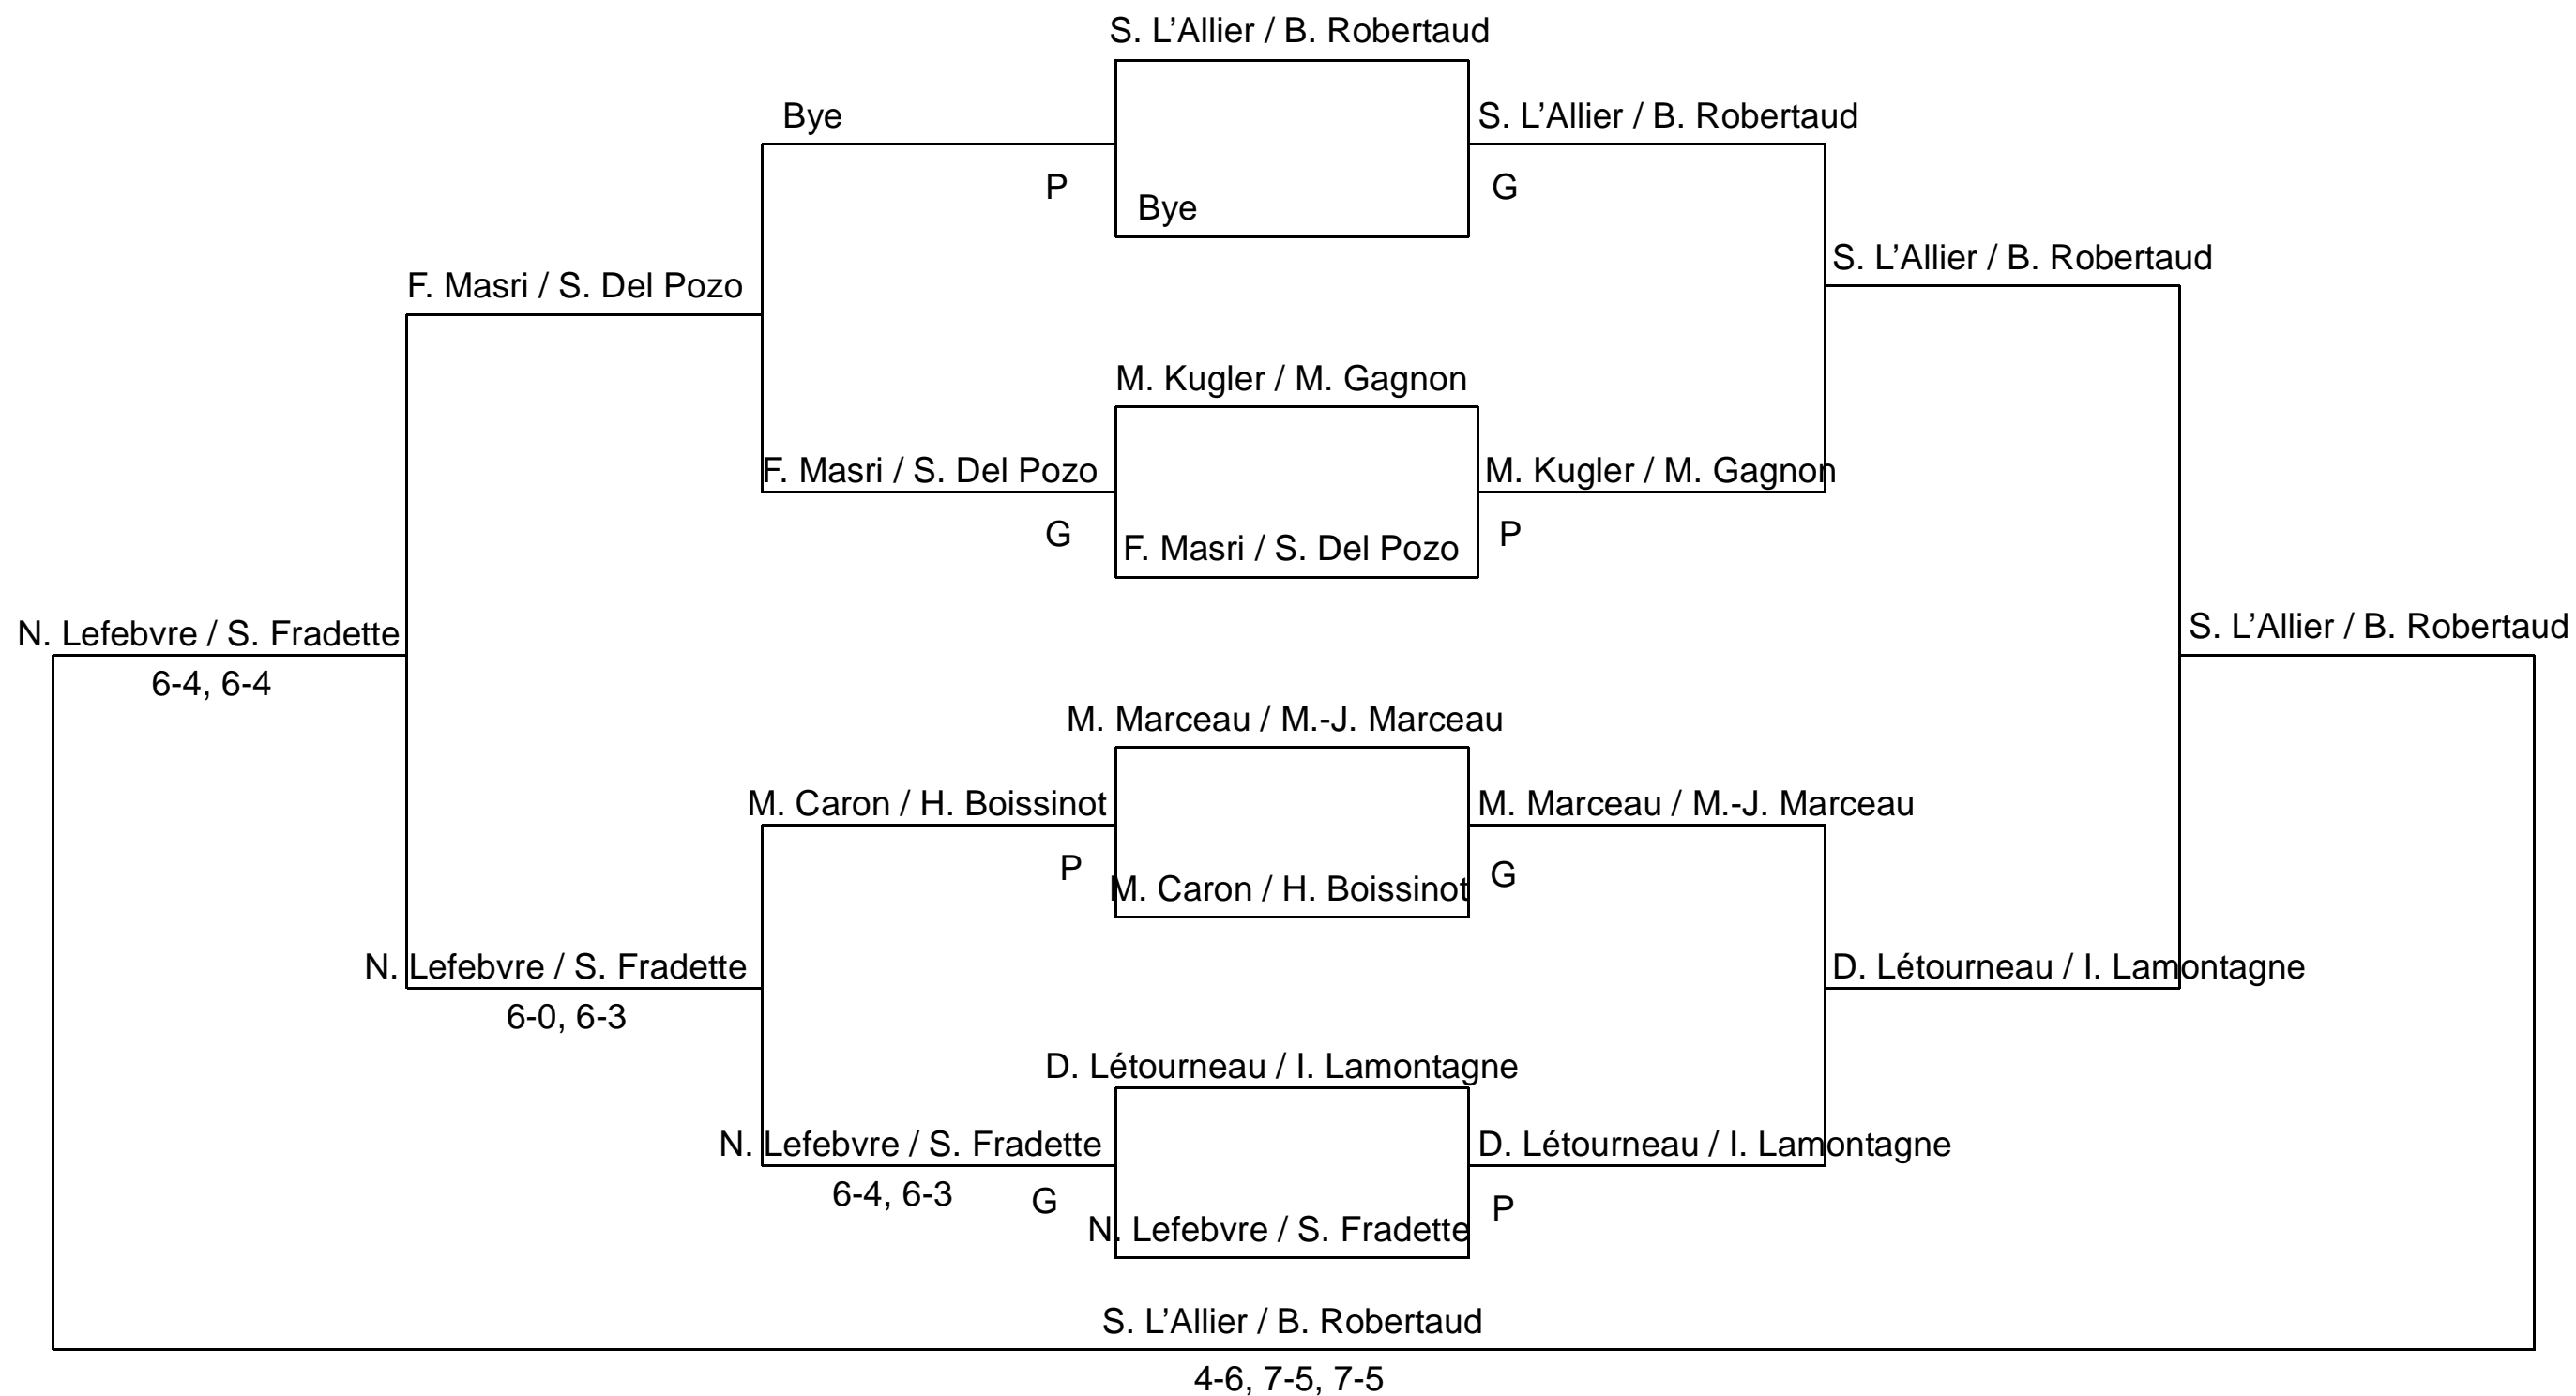 S. L’Allier / B. Robertaud
Bye
S. L’Allier / B. Robertaud
P
G
Bye
S. L’Allier / B. Robertaud
F. Masri / S. Del Pozo
M. Kugler / M. Gagnon
F. Masri / S. Del Pozo
M. Kugler / M. Gagnon
G
P
F. Masri / S. Del Pozo
N. Lefebvre / S. Fradette
S. L’Allier / B. Robertaud
6-4, 6-4
M. Marceau / M.-J. Marceau
M. Caron / H. Boissinot
M. Marceau / M.-J. Marceau
P
G
M. Caron / H. Boissinot
N. Lefebvre / S. Fradette
D. Létourneau / I. Lamontagne
6-0, 6-3
D. Létourneau / I. Lamontagne
N. Lefebvre / S. Fradette
D. Létourneau / I. Lamontagne
6-4, 6-3
G
P
N. Lefebvre / S. Fradette
S. L’Allier / B. Robertaud
4-6, 7-5, 7-5